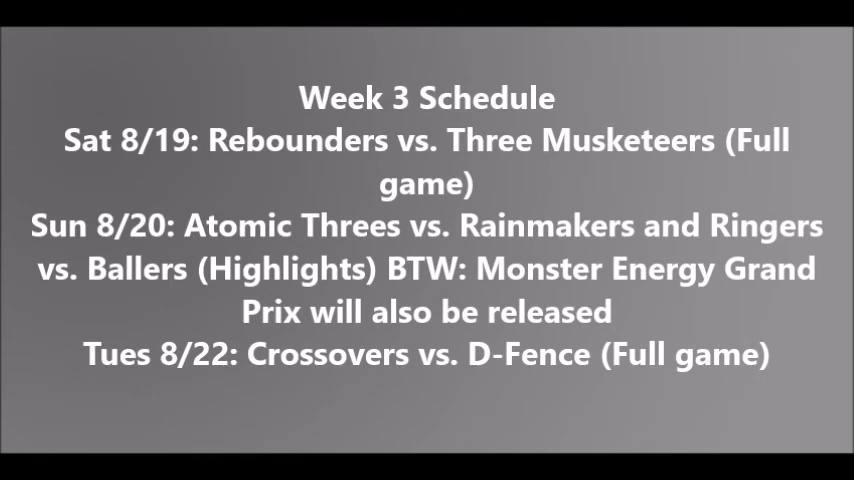 Week 3 Schedule
Sat 8/19: Rebounders vs. Three Musketeers (Full
game)
Sun 8/20: Atomic Threes vs. Rainmakers and Ringers
vs. Ballers (Highlights) BTW: Monster Energy Grand
Prix will also be released
Tues 8/22: Crossovers vs. D-Fence (Full game)